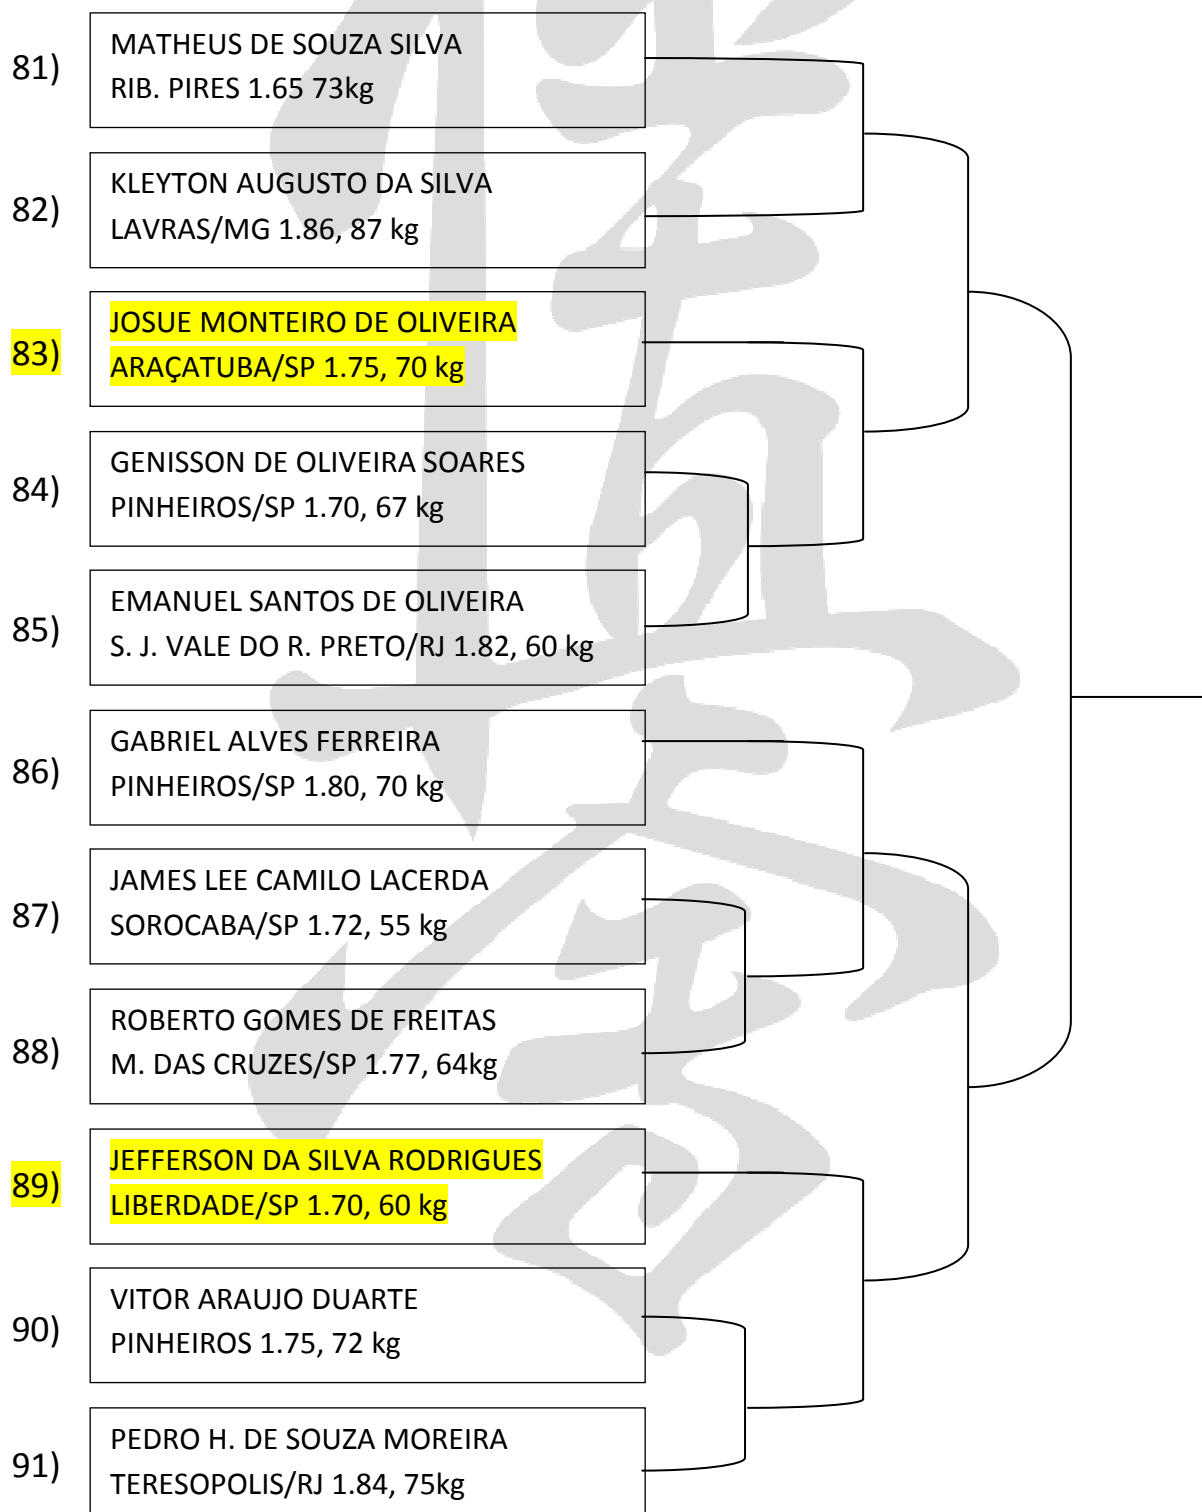 81)
MATHEUS DE SOUZA SILVA
RIB. PIRES 1.65 73kg
82)
KLEYTON AUGUSTO DA SILVA
LAVRAS/MG 1.86, 87 kg
83)
JOSUE MONTEIRO DE OLIVEIRA
ARAÇATUBA/SP 1.75, 70 kg
84)
GENISSON DE OLIVEIRA SOARES
PINHEIROS/SP 1.70, 67 kg
85)
EMANUEL SANTOS DE OLIVEIRA
S. J. VALE DO R. PRETO/RJ 1.82, 60 kg
86)
GABRIEL ALVES FERREIRA
PINHEIROS/SP 1.80, 70 kg
87)
JAMES LEE CAMILO LACERDA
SOROCABA/SP 1.72, 55 kg
88)
ROBERTO GOMES DE FREITAS
M. DAS CRUZES/SP 1.77, 64kg
89)
JEFFERSON DA SILVA RODRIGUES
LIBERDADE/SP 1.70, 60 kg
90)
VITOR ARAUJO DUARTE
PINHEIROS 1.75, 72 kg
91)
PEDRO H. DE SOUZA MOREIRA
TERESOPOLIS/RJ 1.84, 75kg